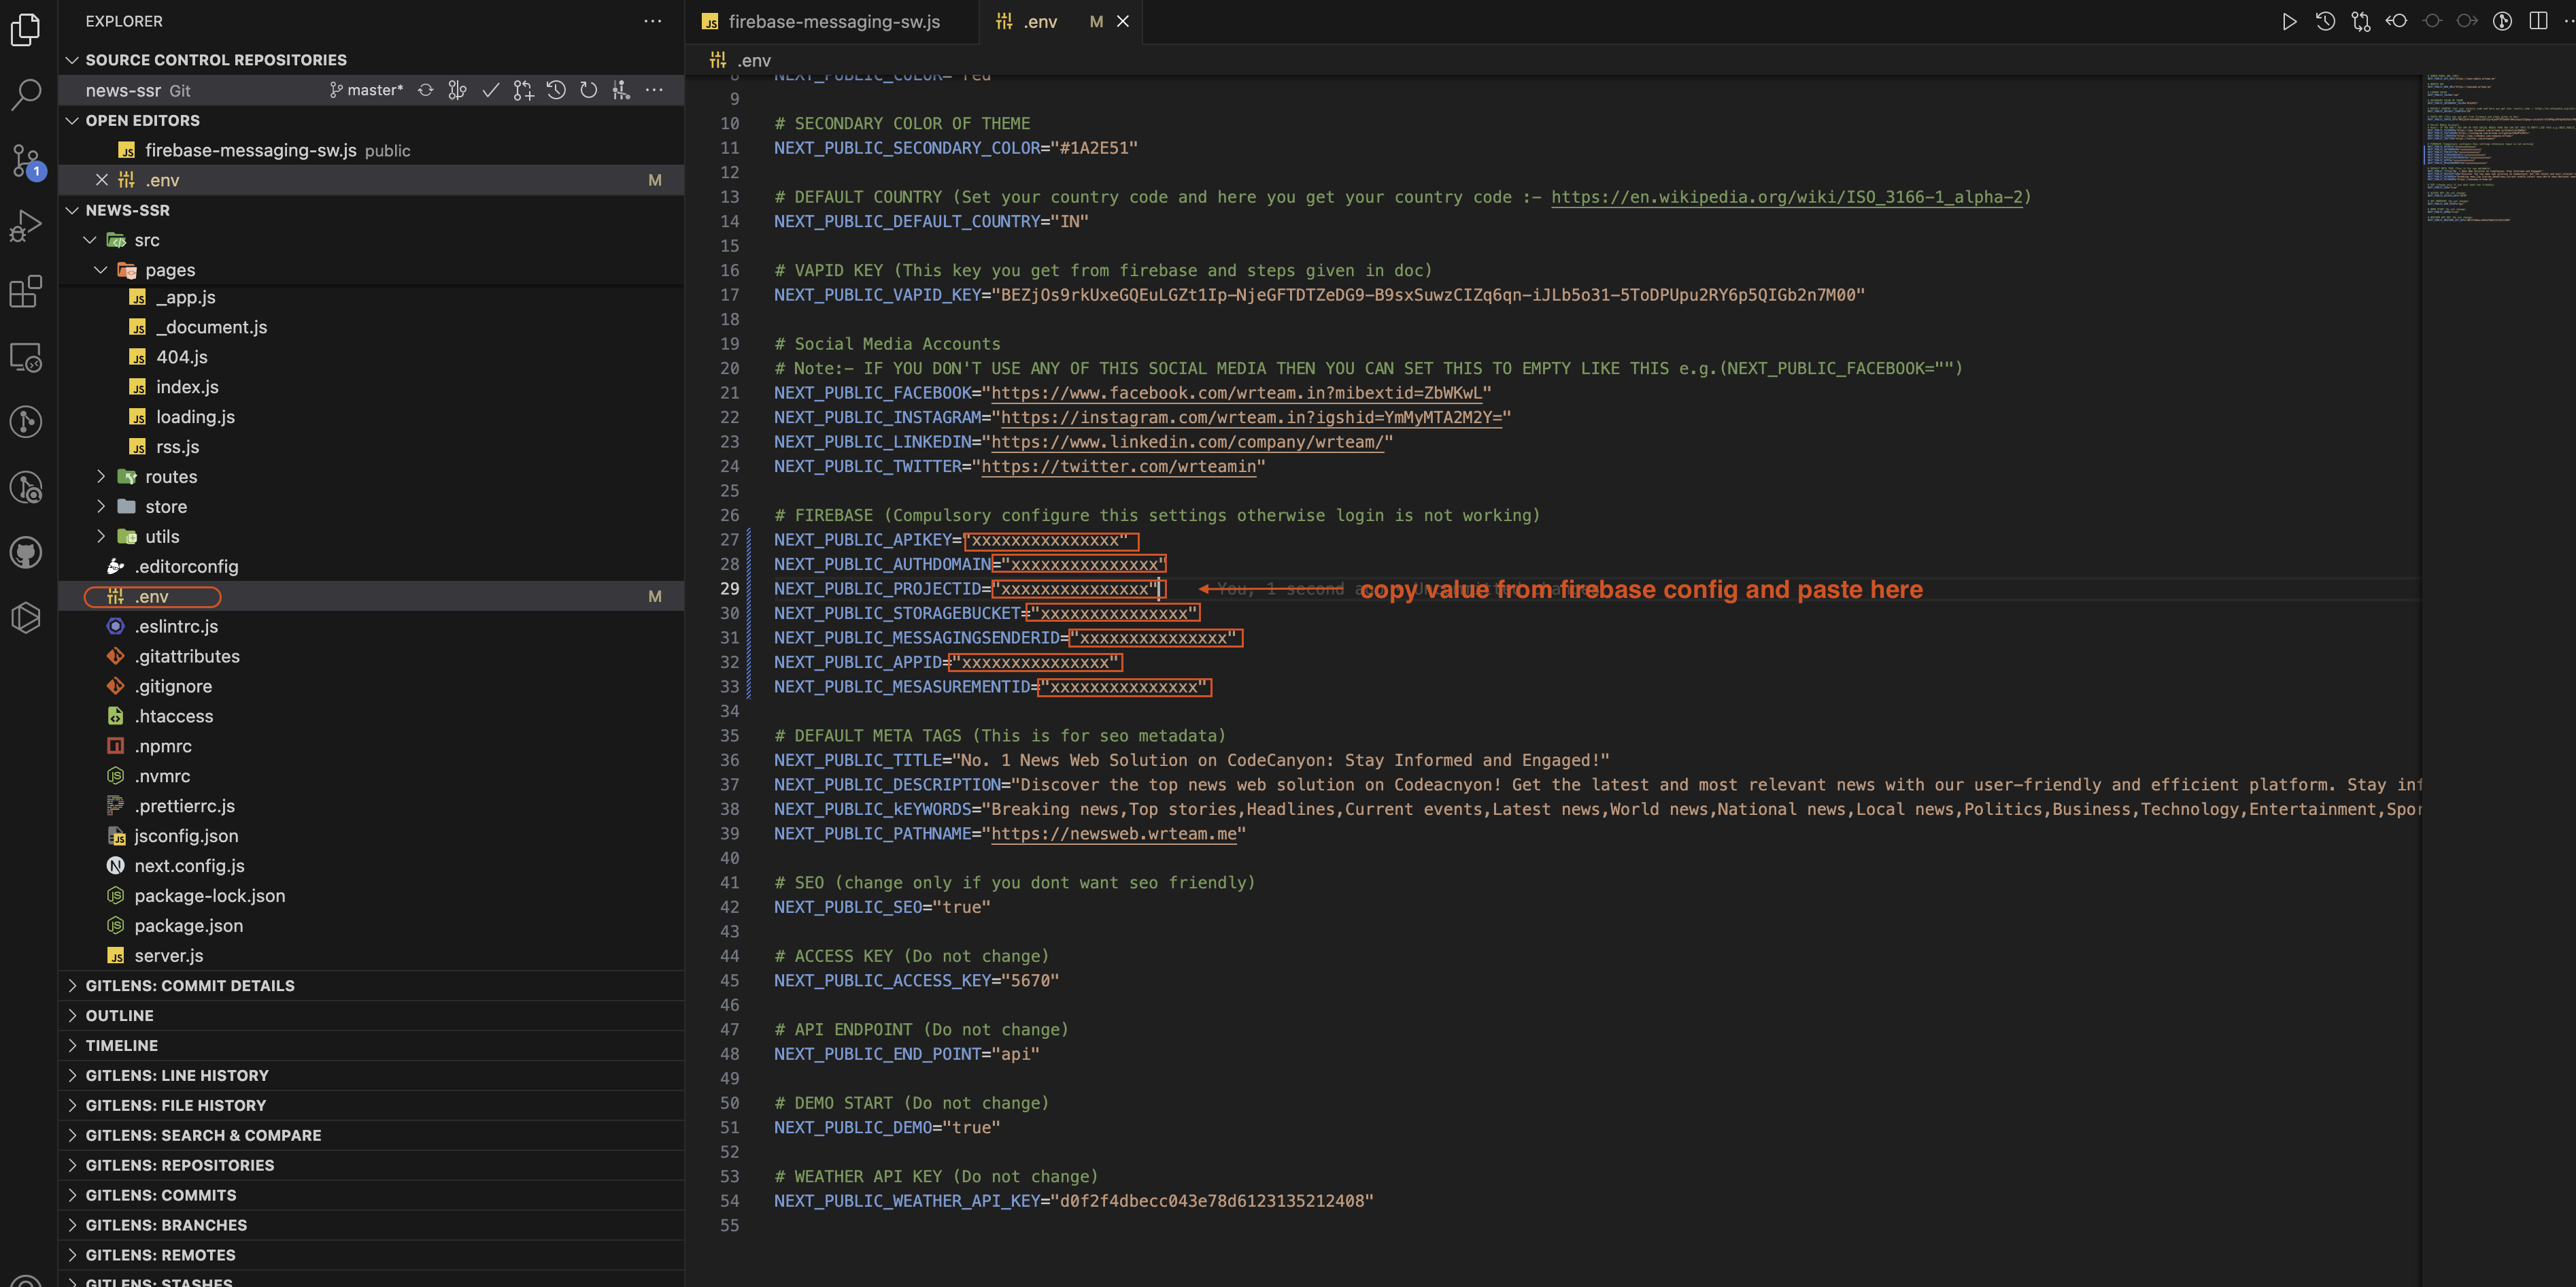 EXPLORER
SOURCE CONTROL REPOSITORIES
news-ssr Git master*
OPEN EDITORS
firebase-messaging-sw.js public
.env M
NEWS-SSR
src
pages
_app.js
_document.js
404.js
index.js
loading.js
rss.js
routes
store
utils
.editorconfig
.env M
.eslintrc.js
.gitattributes
.gitignore
.htaccess
.npmrc
.nvmrc
.prettierrc.js
jsconfig.json
next.config.js
package-lock.json
package.json
server.js
GITLENS: COMMIT DETAILS
OUTLINE
TIMELINE
GITLENS: LINE HISTORY
GITLENS: FILE HISTORY
GITLENS: SEARCH & COMPARE
GITLENS: REPOSITORIES
GITLENS: COMMITS
GITLENS: BRANCHES
GITLENS: REMOTES
GITLENS: STASHES
1
firebase-messaging-sw.js .env M
.env
8 NEXT_PUBLIC_COLOR="red"
9
10 # SECONDARY COLOR OF THEME
11 NEXT_PUBLIC_SECONDARY_COLOR="#1A2E51"
12
13 # DEFAULT COUNTRY (Set your country code and here you get your country code :- https://en.wikipedia.org/wiki/ISO_3166-1_alpha-2)
14 NEXT_PUBLIC_DEFAULT_COUNTRY="IN"
15
16 # VAPID KEY (This key you get from firebase and steps given in doc)
17 NEXT_PUBLIC_VAPID_KEY="BEZjOs9rkUxeGQEuLGZt1Ip-NjeGFTDTZeDG9-B9sxSuwzCIZq6qn-iJLb5o31-5ToDPUpu2RY6p5QIGb2n7M00"
18
19 # Social Media Accounts
20 # Note:- IF YOU DON'T USE ANY OF THIS SOCIAL MEDIA THEN YOU CAN SET THIS TO EMPTY LIKE THIS e.g.(NEXT_PUBLIC_FACEBOOK="")
21 NEXT_PUBLIC_FACEBOOK="https://www.facebook.com/wrteam.in?mibextid=ZbWKwL"
22 NEXT_PUBLIC_INSTAGRAM="https://instagram.com/wrteam.in?igshid=YmMyMTA2M2Y="
23 NEXT_PUBLIC_LINKEDIN="https://www.linkedin.com/company/wrteam/"
24 NEXT_PUBLIC_TWITTER="https://twitter.com/wrteamin"
25
26 # FIREBASE (Compulsory configure this settings otherwise login is not working)
27 NEXT_PUBLIC_APIKEY="xxxxxxxxxxxxxxx"
28 NEXT_PUBLIC_AUTHDOMAIN="xxxxxxxxxxxxxxx"
29 NEXT_PUBLIC_PROJECTID="xxxxxxxxxxxxxxx" You, 1 second copy value from firebase config and paste here
30 NEXT_PUBLIC_STORAGEBUCKET="xxxxxxxxxxxxxxx"
31 NEXT_PUBLIC_MESSAGINGSENDERID="xxxxxxxxxxxxxxx"
32 NEXT_PUBLIC_APPID="xxxxxxxxxxxxxxx"
33 NEXT_PUBLIC_MESASUREMENTID="xxxxxxxxxxxxxxx"
34
35 # DEFAULT META TAGS (This is for seo metadata)
36 NEXT_PUBLIC_TITLE="No. 1 News Web Solution on CodeCanyon: Stay Informed and Engaged!"
37 NEXT_PUBLIC_DESCRIPTION="Discover the top news web solution on Codeacnyon! Get the latest and most relevant news with our user-friendly and efficient platform. Stay inf
38 NEXT_PUBLIC_kEYWORDS="Breaking news,Top stories,Headlines,Current events,Latest news,World news,National news,Local news,Politics,Business,Technology,Entertainment,Spor
39 NEXT_PUBLIC_PATHNAME="https://newsweb.wrteam.me"
40
41 # SEO (change only if you dont want seo friendly)
42 NEXT_PUBLIC_SEO="true"
43
44 # ACCESS KEY (Do not change)
45 NEXT_PUBLIC_ACCESS_KEY="5670"
46
47 # API ENDPOINT (Do not change)
48 NEXT_PUBLIC_END_POINT="api"
49
50 # DEMO START (Do not change)
51 NEXT_PUBLIC_DEMO="true"
52
53 # WEATHER API KEY (Do not change)
54 NEXT_PUBLIC_WEATHER_API_KEY="d0f2f4dbecc043e78d6123135212408"
55